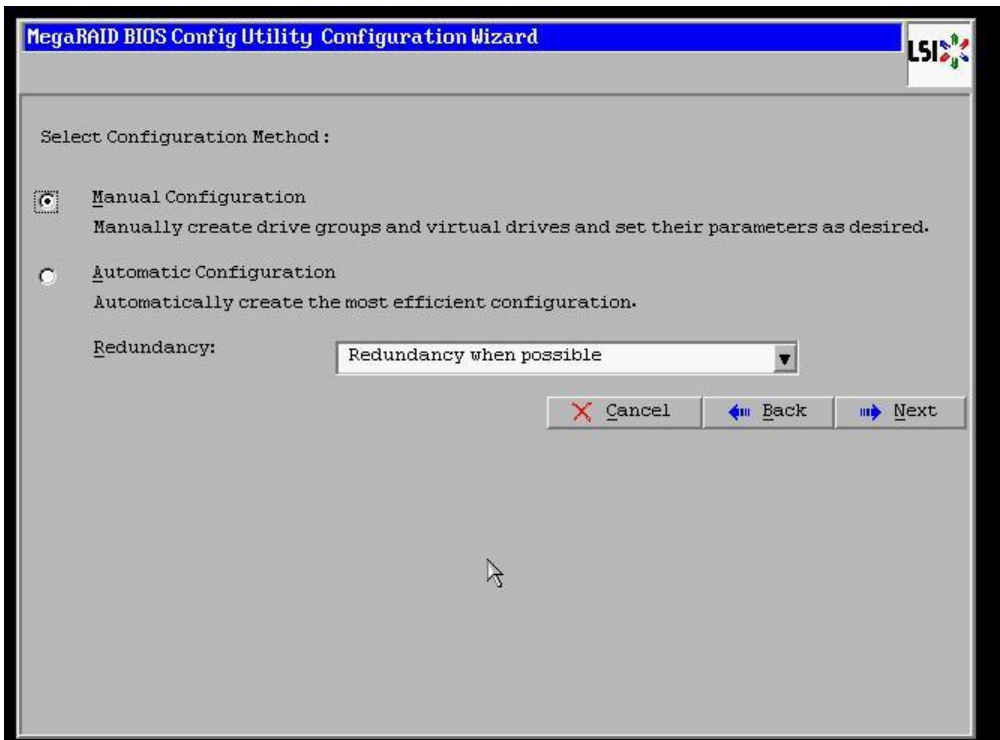 MegaRAID BIOS Config Utility Configuration Wizard
LSI
Select Configuration Method:
Manual Configuration
Manually create drive groups and virtual drives and set their parameters as desired.
Automatic Configuration
Automatically create the most efficient configuration.
Redundancy: Redundancy when possible
Cancel Back Next